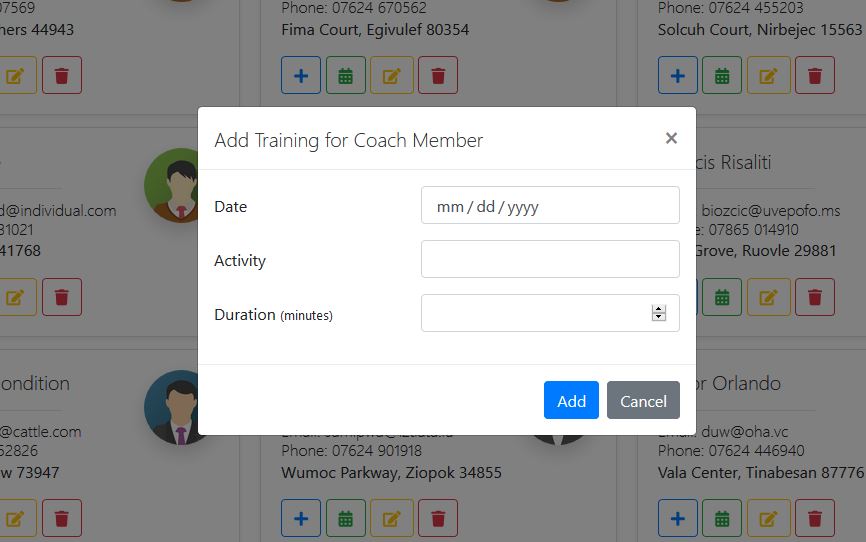 07569
Phone: 07624 670562
Phone: 07624 455203
ners 44943
Fima Court, Egivulef 80354
Solcuh Court, Nirbejec 15563
Add Training for Coach Member
×
Date
mm / dd / yyyy
Activity
Duration (minutes)
Add
Cancel
cis Risaliti
d@individual.com
biozcic@uvepofo.ms
31021
e: 07865 014910
41768
Grove, Ruovle 29881
ondition
or Orlando
@cattle.com
duw@oha.vc
52826
Phone: 07624 901918
Phone: 07624 446940
w 73947
Wumoc Parkway, Ziopok 34855
Vala Center, Tinabesan 87776